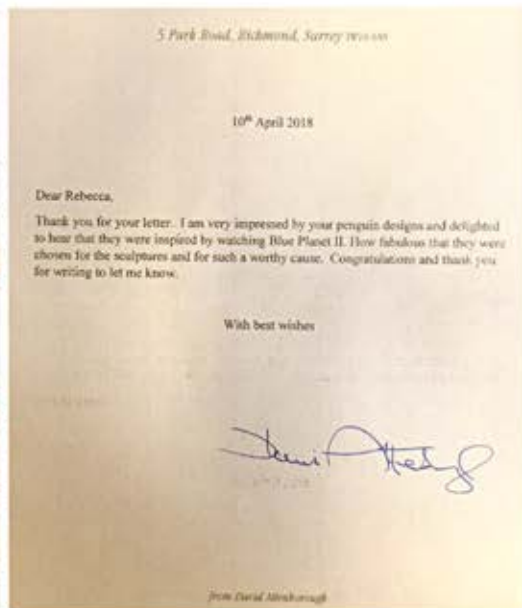 5 Park Road, Richmond, Surrey
10th April 2018
Dear Rebecca,
Thank you for your letter. I am very impressed by your penguin designs and delighted
to hear that they were inspired by watching Blue Planet II. How fabulous that they were
chosen for the sculptures and for such a worthy cause. Congratulations and thank you
for writing to let me know.
With best wishes
David Attenborough
from David Attenborough